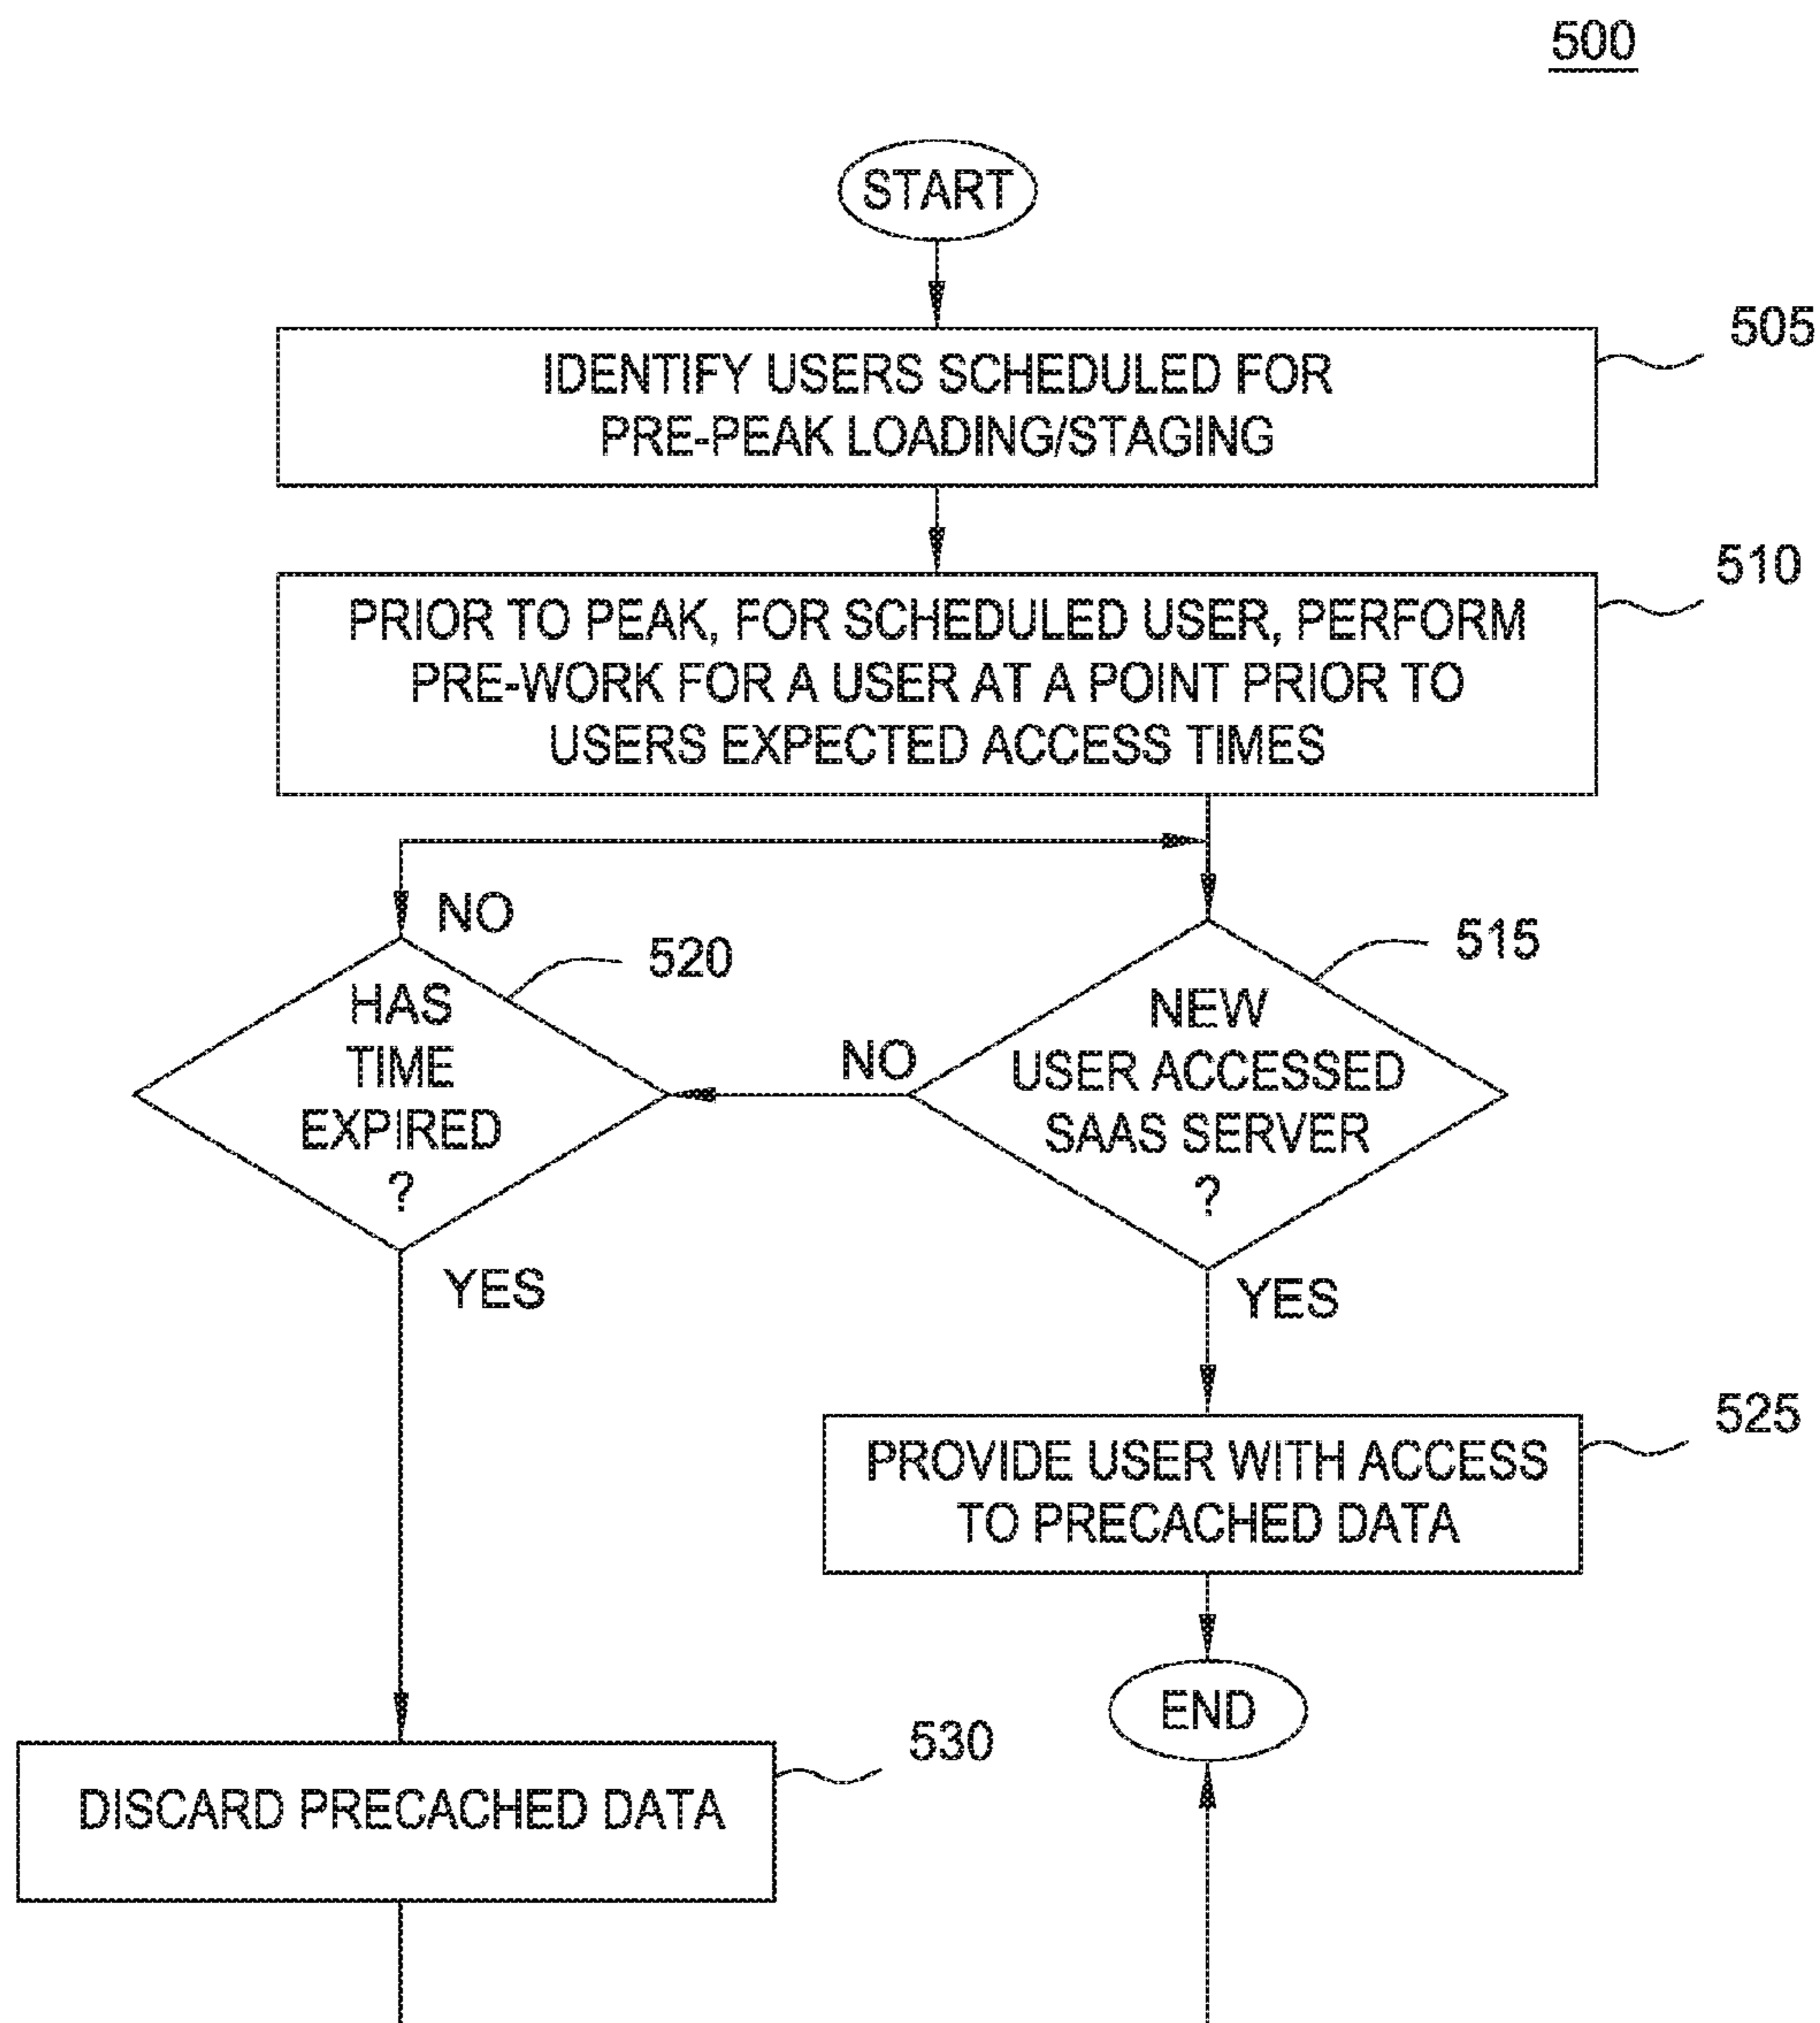 500
START
IDENTIFY USERS SCHEDULED FOR
PRE-PEAK LOADING/STAGING
505
PRIOR TO PEAK, FOR SCHEDULED USER, PERFORM
PRE-WORK FOR A USER AT A POINT PRIOR TO
USERS EXPECTED ACCESS TIMES
510
NO
HAS
TIME
EXPIRED
?
520
YES
NO
NEW
USER ACCESSED
SAAS SERVER
?
515
YES
PROVIDE USER WITH ACCESS
TO PRECACHED DATA
525
END
DISCARD PRECACHED DATA
530